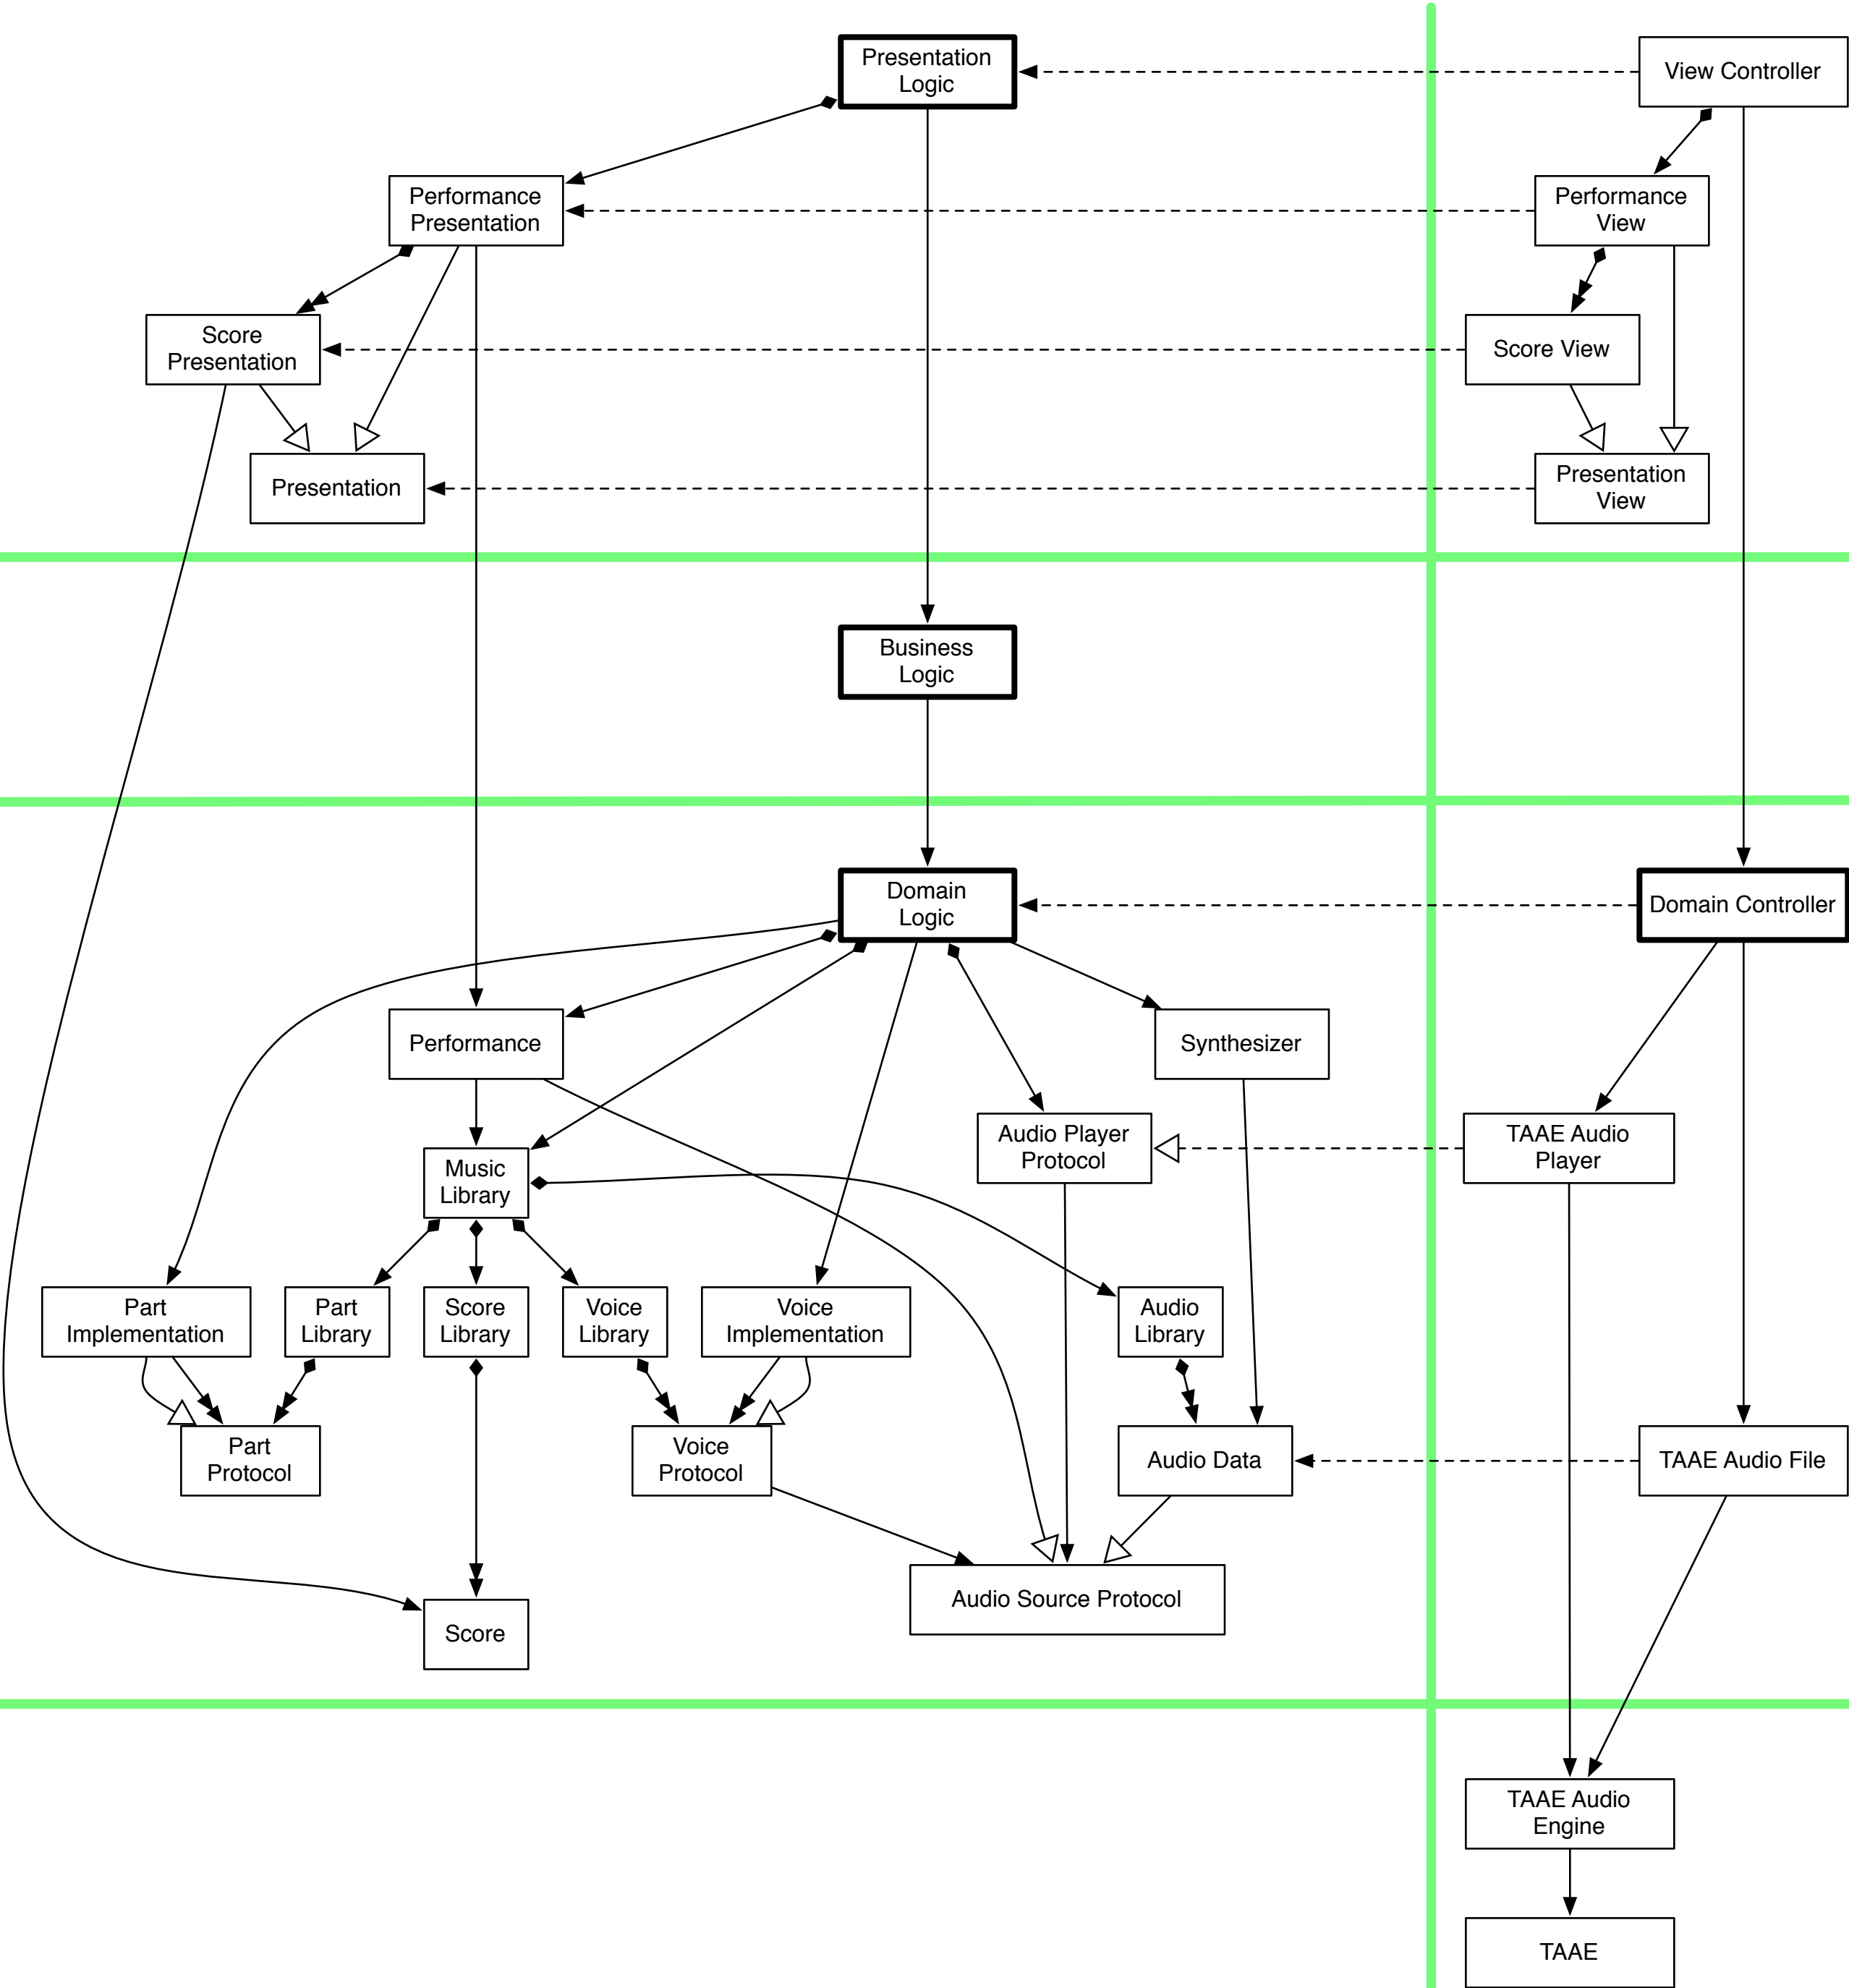 Presentation
Logic
View Controller
Performance
Presentation
Performance
View
Score
Presentation
Score View
Presentation
Presentation
View
Business
Logic
Domain
Logic
Domain Controller
Performance
Synthesizer
Audio Player
Protocol
TAAE Audio
Player
Music
Library
Part
Implementation
Part
Library
Score
Library
Voice
Library
Voice
Implementation
Audio
Library
Part
Protocol
Voice
Protocol
Audio Data
TAAE Audio File
Audio Source Protocol
Score
TAAE Audio
Engine
TAAE